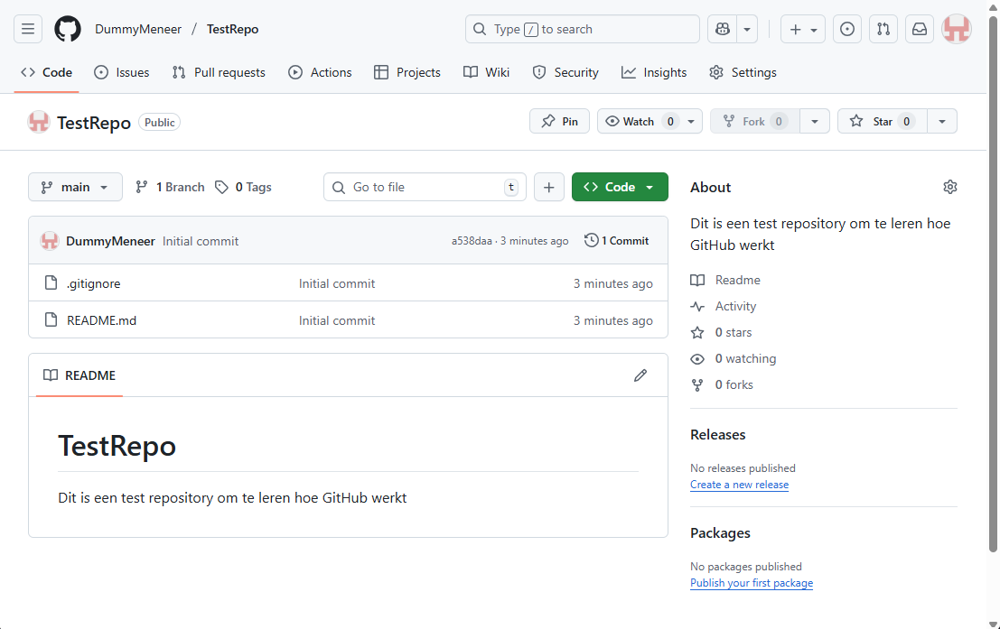 DummyMeneer / TestRepo Type / to search
Code Issues Pull requests Actions Projects Wiki Security Insights Settings
TestRepo Public Pin Watch 0 Fork 0 Star 0
main 1 Branch 0 Tags Go to file t Code
DummyMeneer Initial commit a538daa · 3 minutes ago 1 Commit
.gitignore Initial commit 3 minutes ago
README.md Initial commit 3 minutes ago
README
TestRepo
Dit is een test repository om te leren hoe GitHub werkt
About
Dit is een test repository om te leren hoe
GitHub werkt
Readme
Activity
0 stars
0 watching
0 forks
Releases
No releases published
Create a new release
Packages
No packages published
Publish your first package